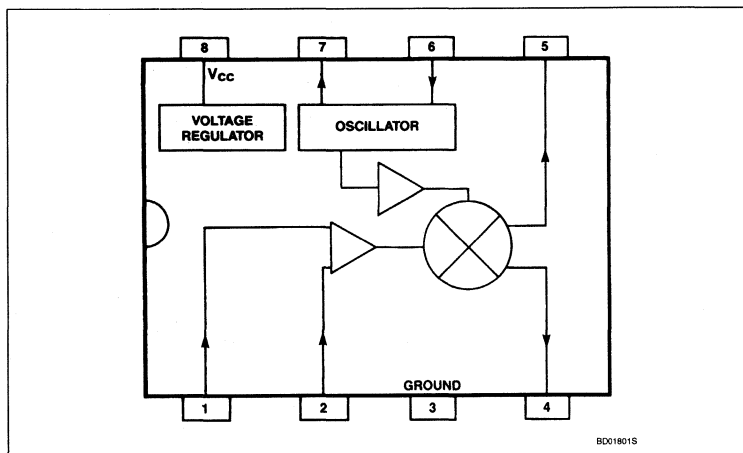 8 7 6 5
VCC
VOLTAGE
REGULATOR
OSCILLATOR
GROUND
1 2 3 4
BD01801S